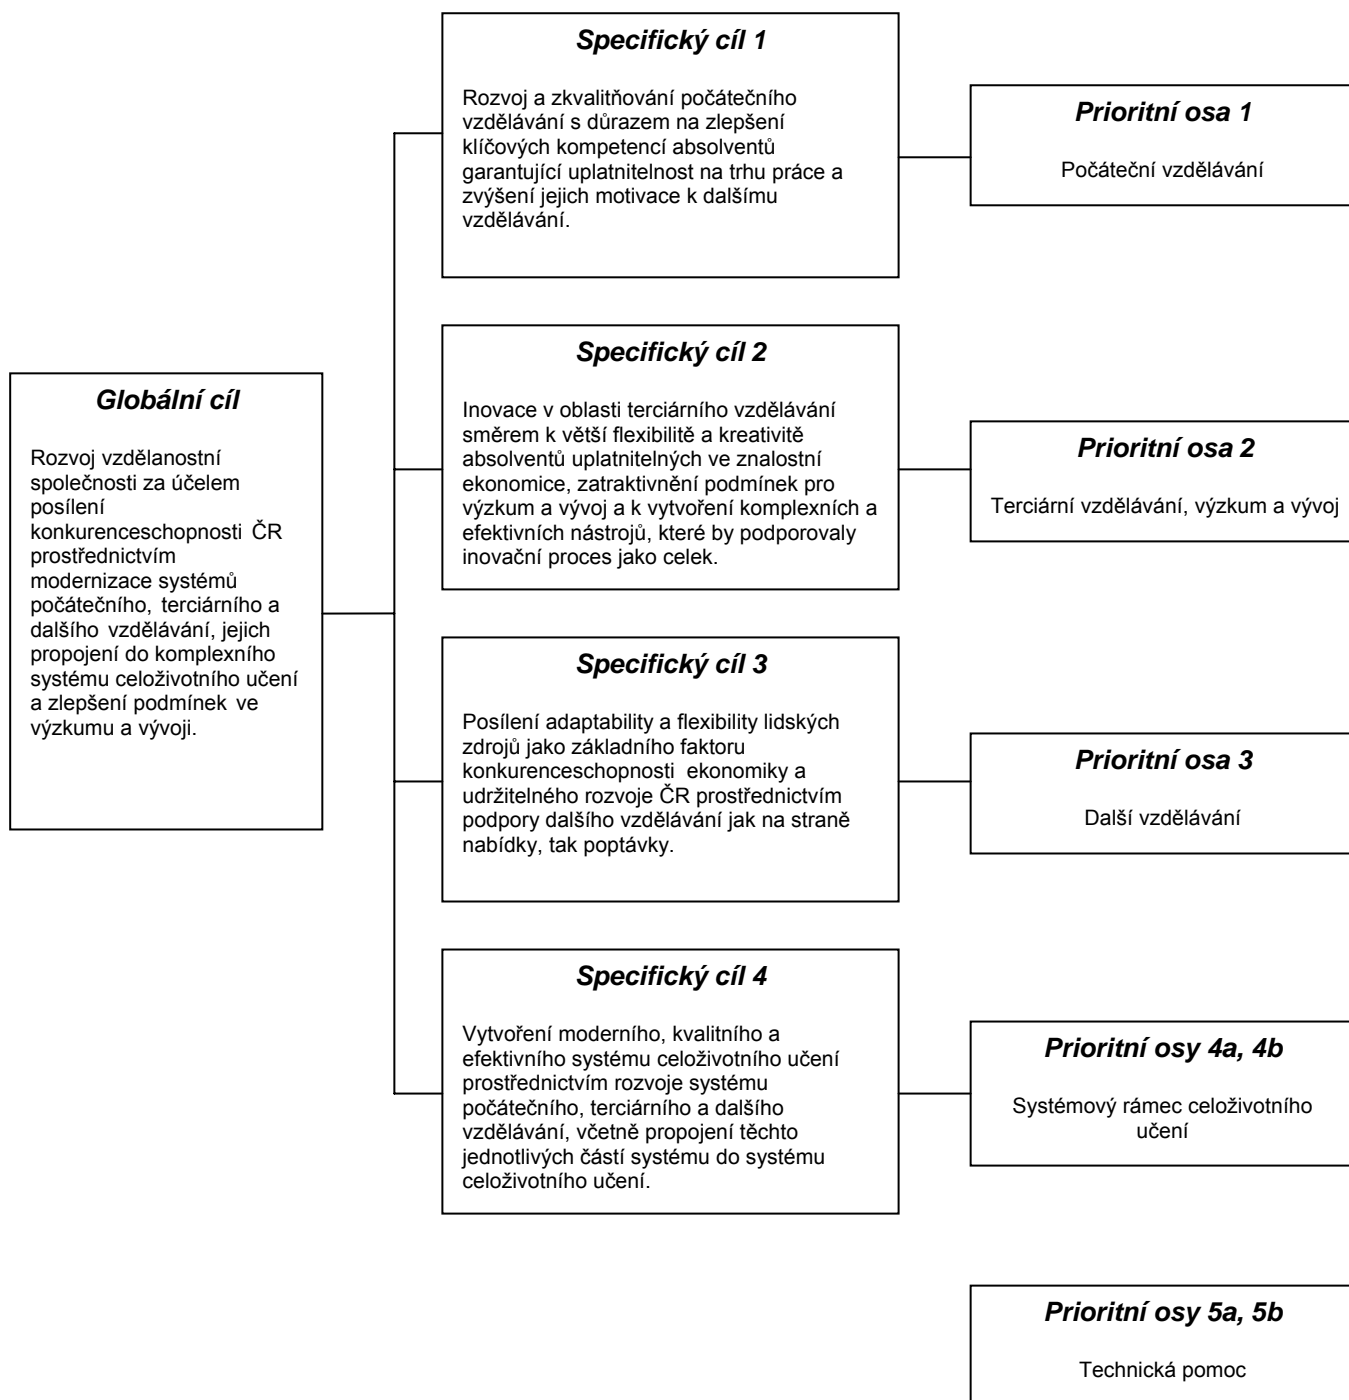 Specifický cíl 1
Rozvoj a zkvalitňování počátečního
vzdělávání s důrazem na zlepšení
klíčových kompetencí absolventů
garantující uplatnitelnost na trhu práce a
zvýšení jejich motivace k dalšímu
vzdělávání.
Prioritní osa 1
Počáteční vzdělávání
Globální cíl
Rozvoj vzdělanostní
společnosti za účelem
posílení
konkurenceschopnosti ČR
prostřednictvím
modernizace systémů
počátečního, terciárního a
dalšího vzdělávání, jejich
propojení do komplexního
systému celoživotního učení
a zlepšení podmínek ve
výzkumu a vývoji.
Specifický cíl 2
Inovace v oblasti terciárního vzdělávání
směrem k větší flexibilitě a kreativitě
absolventů uplatnitelných ve znalostní
ekonomice, zatraktivnění podmínek pro
výzkum a vývoj a k vytvoření komplexních a
efektivních nástrojů, které by podporovaly
inovační proces jako celek.
Prioritní osa 2
Terciární vzdělávání, výzkum a vývoj
Specifický cíl 3
Posílení adaptability a flexibility lidských
zdrojů jako základního faktoru
konkurenceschopnosti ekonomiky a
udržitelného rozvoje ČR prostřednictvím
podpory dalšího vzdělávání jak na straně
nabídky, tak poptávky.
Prioritní osa 3
Další vzdělávání
Specifický cíl 4
Vytvoření moderního, kvalitního a
efektivního systému celoživotního učení
prostřednictvím rozvoje systému
počátečního, terciárního a dalšího
vzdělávání, včetně propojení těchto
jednotlivých částí systému do systému
celoživotního učení.
Prioritní osy 4a, 4b
Systémový rámec celoživotního
učení
Prioritní osy 5a, 5b
Technická pomoc